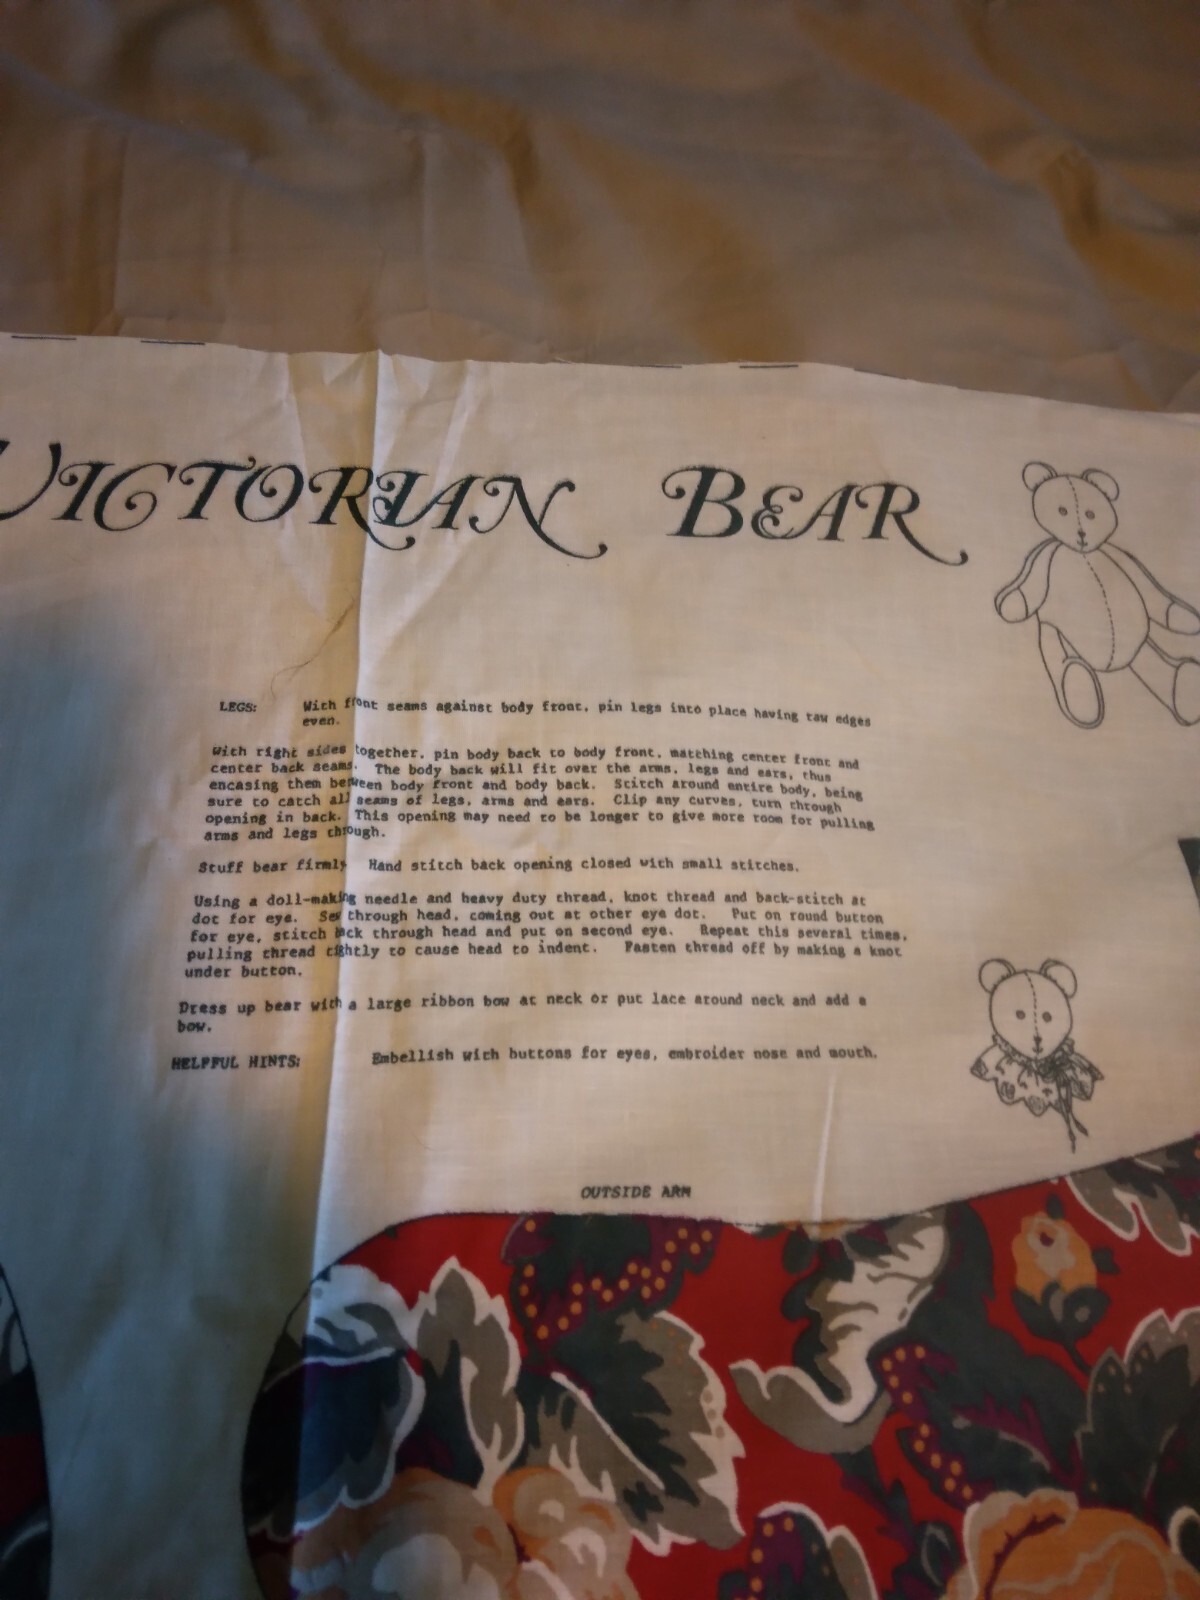 VICTORIAN BEAR
LEGS: With front seams against body front, pin legs into place having raw edges
even.
With right sides together, pin body back to body front, matching center front and
center back seams. The body back will fit over the arms, legs and ears, thus
encasing them between body front and body back. Stitch around entire body, being
sure to catch all seams of legs, arms and ears. Clip any curves, turn through
opening in back. This opening may need to be longer to give more room for pulling
arms and legs through.
Stuff bear firmly Hand stitch back opening closed with small stitches.
Using a doll-making needle and heavy duty thread, knot thread and back-stitch at
dot for eye. Sew through head, coming out at other eye dot. Put on round button
for eye, stitch back through head and put on second eye. Repeat this several times,
pulling thread tightly to cause head to indent. Fasten thread off by making a knot
under button.
Dress up bear with a large ribbon bow at neck or put lace around neck and add a
bow.
HELPFUL HINTS: Embellish with buttons for eyes, embroider nose and mouth.
OUTSIDE ARM